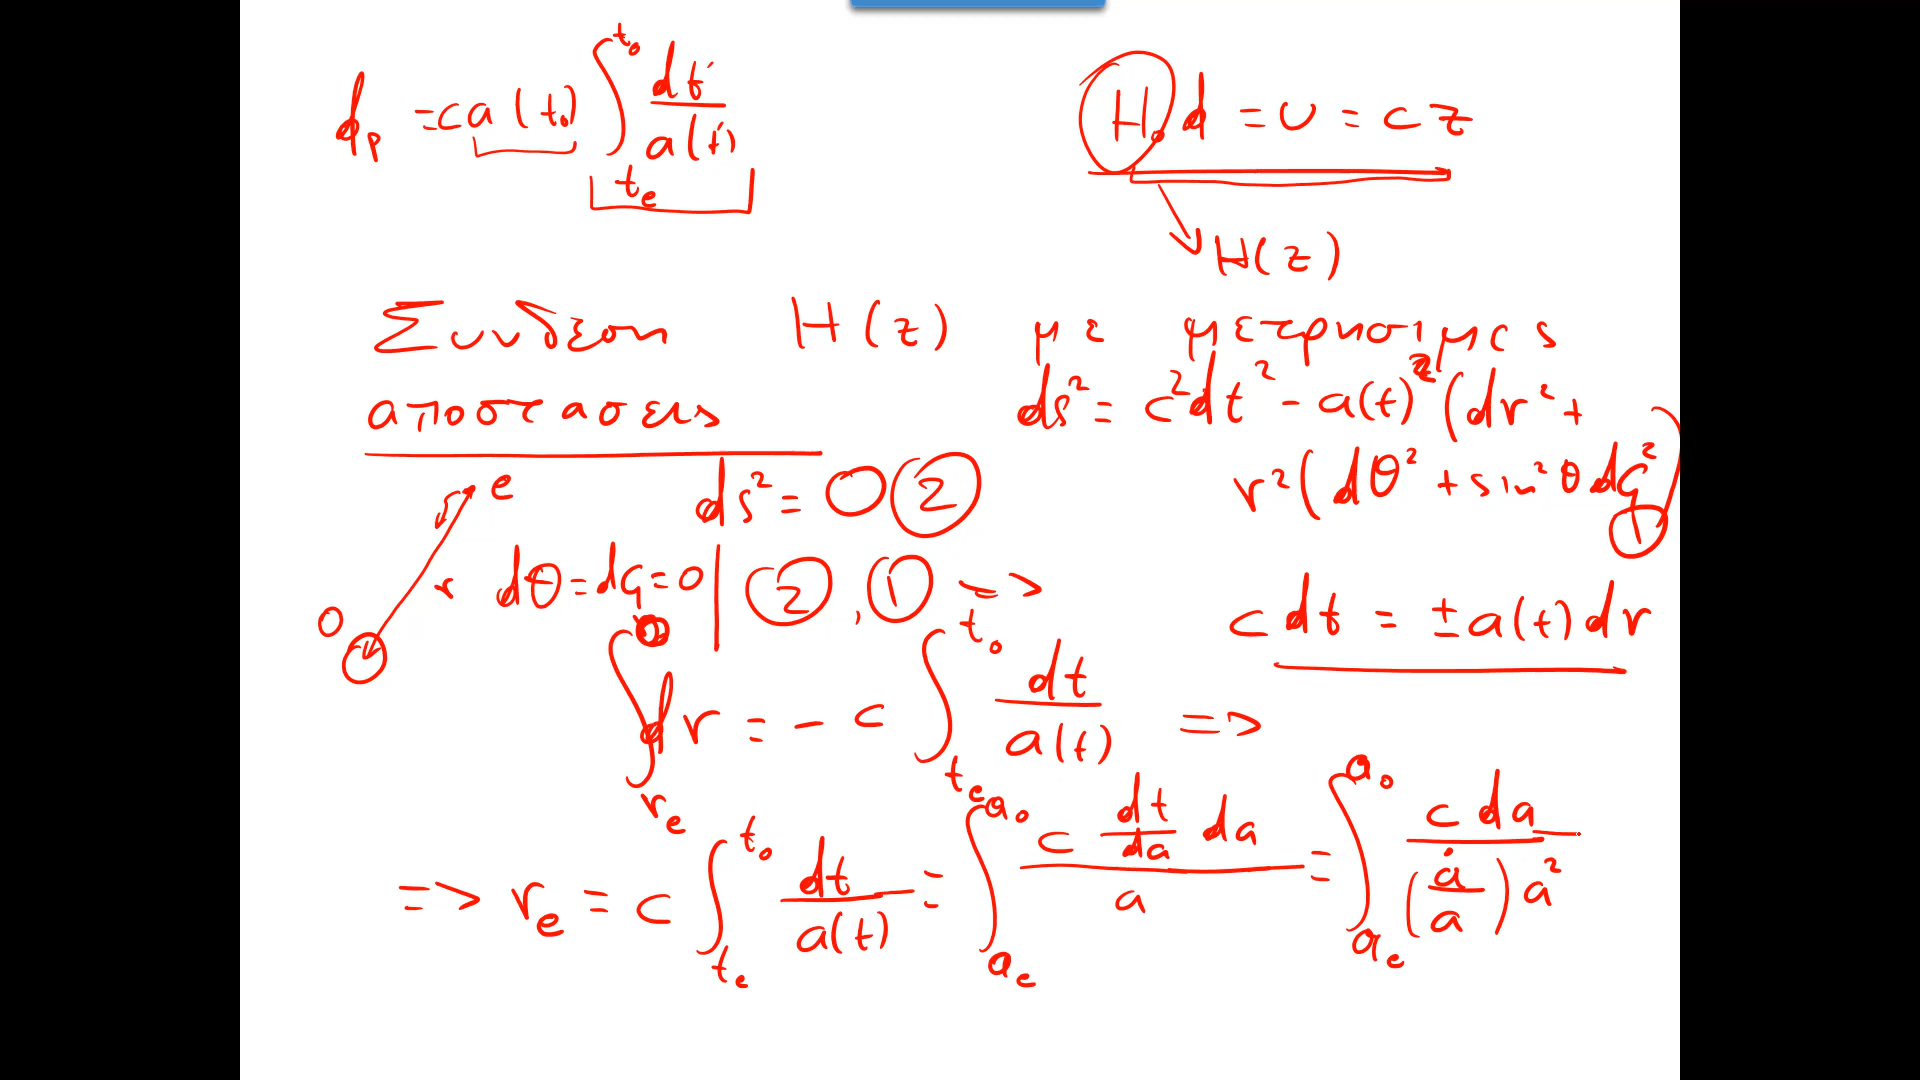 d_p = c a(t_0) ∫_{t_e}^{t_0} dt'/a(t')
H_0 d = υ = c z
H(z)
Συνδεση H(z) με μετρησιμες
αποστασεις
ds² = c²dt² - a(t)² (dr² +
r²(dθ² + sin²θ dφ²)
1
e
r
O
ds² = 0 2
dθ = dφ = 0 | 2 , 1 =>
c dt = ± a(t) dr
∫_{r_e}^{0} dr = - c ∫_{t_e}^{t_0} dt/a(t) =>
=> r_e = c ∫_{t_e}^{t_0} dt/a(t) = ∫_{a_e}^{a_0} (c dt/da da)/a = ∫_{a_e}^{a_0} c da/((ȧ/a) a²)